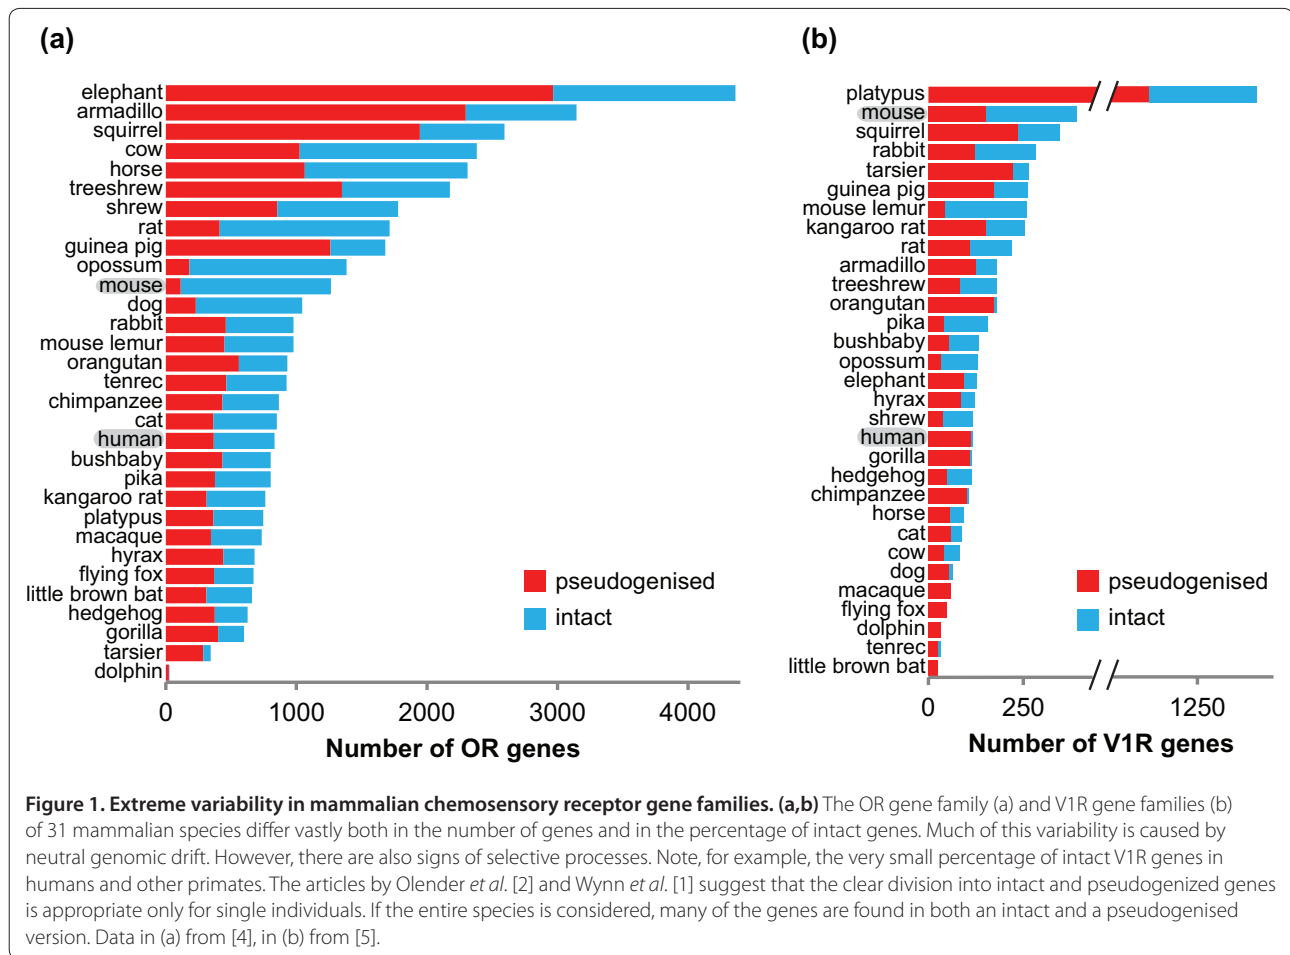 (a)
elephant
armadillo
squirrel
cow
horse
treeshrew
shrew
rat
guinea pig
opossum
mouse
dog
rabbit
mouse lemur
orangutan
tenrec
chimpanzee
cat
human
bushbaby
pika
kangaroo rat
platypus
macaque
hyrax
flying fox
little brown bat
hedgehog
gorilla
tarsier
dolphin
pseudogenised
intact
0 1000 2000 3000 4000
Number of OR genes
(b)
platypus
mouse
squirrel
rabbit
tarsier
guinea pig
mouse lemur
kangaroo rat
rat
armadillo
treeshrew
orangutan
pika
bushbaby
opossum
elephant
hyrax
shrew
human
gorilla
hedgehog
chimpanzee
horse
cat
cow
dog
macaque
flying fox
dolphin
tenrec
little brown bat
pseudogenised
intact
0 250 1250
Number of V1R genes
Figure 1. Extreme variability in mammalian chemosensory receptor gene families. (a,b) The OR gene family (a) and V1R gene families (b)
of 31 mammalian species differ vastly both in the number of genes and in the percentage of intact genes. Much of this variability is caused by
neutral genomic drift. However, there are also signs of selective processes. Note, for example, the very small percentage of intact V1R genes in
humans and other primates. The articles by Olender et al. [2] and Wynn et al. [1] suggest that the clear division into intact and pseudogenized genes
is appropriate only for single individuals. If the entire species is considered, many of the genes are found in both an intact and a pseudogenised
version. Data in (a) from [4], in (b) from [5].